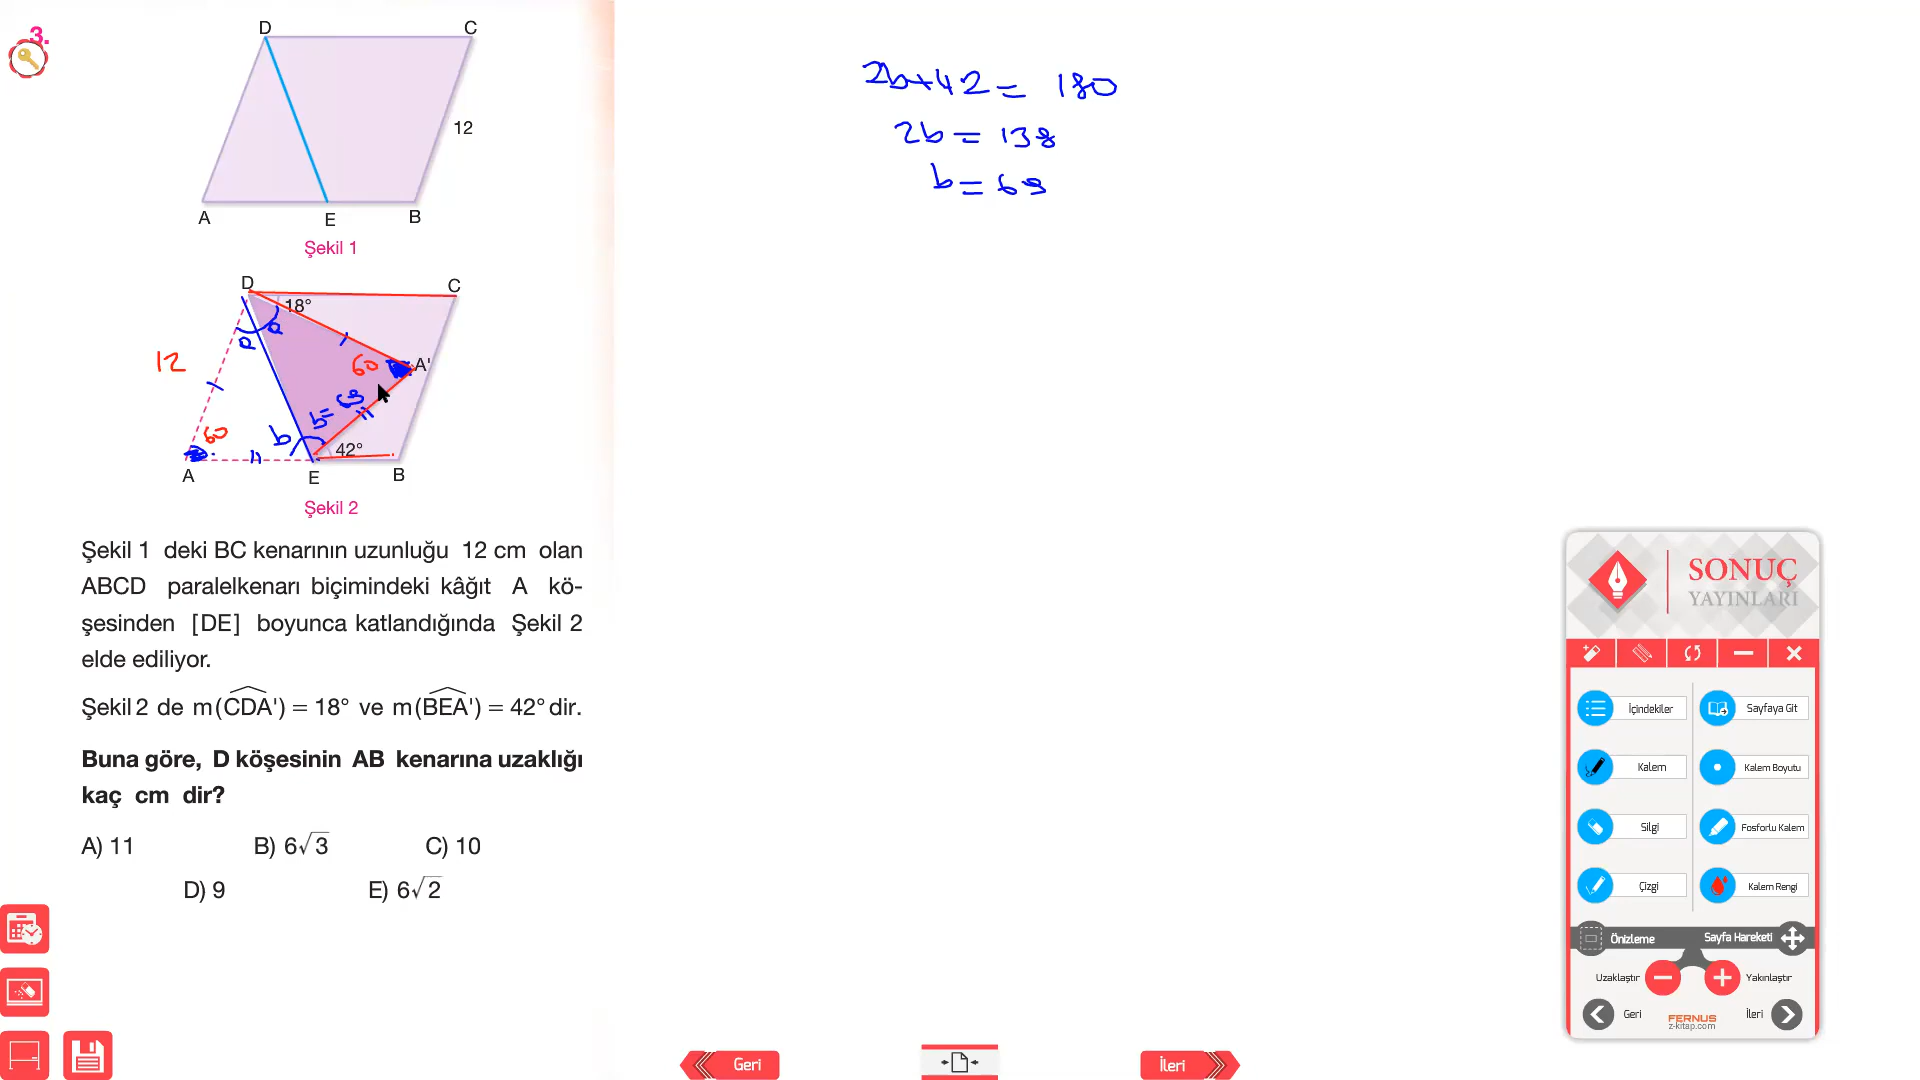 3.
D C
12
A E B
Şekil 1
D C
18°
a
a
12
60
A'
b = 69
60
b
42°
A E B
Şekil 2
2b+42 = 180
2b = 138
b = 69
Şekil 1 deki BC kenarının uzunluğu 12 cm olan
ABCD paralelkenarı biçimindeki kâğıt A kö-
şesinden [DE] boyunca katlandığında Şekil 2
elde ediliyor.
Şekil 2 de m(CDA') = 18° ve m(BEA') = 42° dir.
Buna göre, D köşesinin AB kenarına uzaklığı
kaç cm dir?
A) 11 B) 6√3 C) 10
D) 9 E) 6√2
SONUÇ
YAYINLARI
İçindekiler Sayfaya Git
Kalem Kalem Boyutu
Silgi Fosforlu Kalem
Çizgi Kalem Rengi
Önizleme Sayfa Hareketi
Uzaklaştır Yakınlaştır
Geri FERNUS İleri
z-kitap.com
Geri İleri